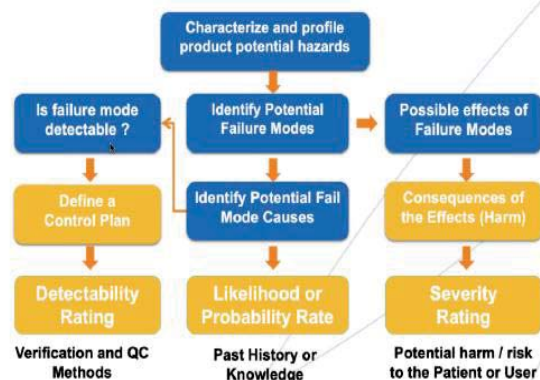 Characterize and profile
product potential hazards
Is failure mode
detectable ?
Identify Potential
Failure Modes
Possible effects of
Failure Modes
Define a
Control Plan
Identify Potential Fail
Mode Causes
Consequences of
the Effects (Harm)
Detectability
Rating
Likelihood or
Probability Rate
Severity
Rating
Verification and QC
Methods
Past History or
Knowledge
Potential harm / risk
to the Patient or User